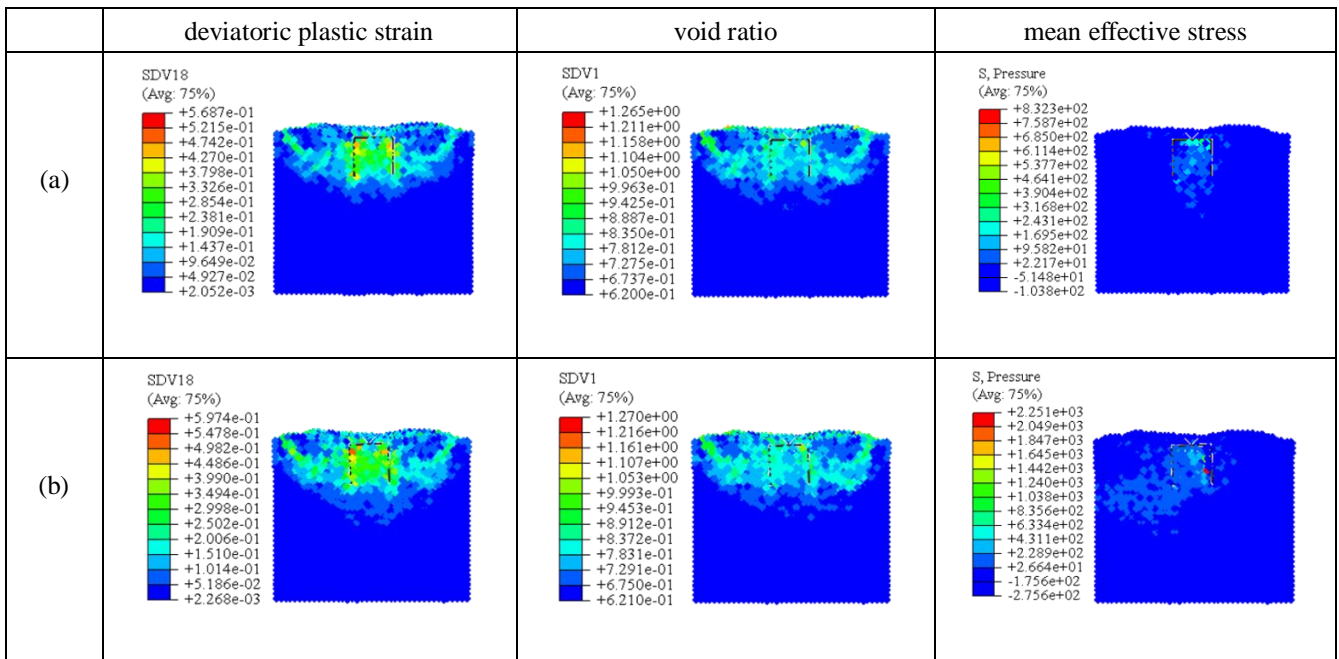 deviatoric plastic strain
void ratio
mean effective stress
(a)
SDV18
(Avg: 75%)
+5.687e-01
+5.215e-01
+4.742e-01
+4.270e-01
+3.798e-01
+3.326e-01
+2.854e-01
+2.381e-01
+1.909e-01
+1.437e-01
+9.649e-02
+4.927e-02
+2.052e-03
SDV1
(Avg: 75%)
+1.265e+00
+1.211e+00
+1.158e+00
+1.104e+00
+1.050e+00
+9.963e-01
+9.425e-01
+8.887e-01
+8.350e-01
+7.812e-01
+7.275e-01
+6.737e-01
+6.200e-01
S, Pressure
(Avg: 75%)
+8.323e+02
+7.587e+02
+6.850e+02
+6.114e+02
+5.377e+02
+4.641e+02
+3.904e+02
+3.168e+02
+2.431e+02
+1.695e+02
+9.582e+01
+2.217e+01
-5.148e+01
-1.038e+02
(b)
SDV18
(Avg: 75%)
+5.974e-01
+5.478e-01
+4.982e-01
+4.486e-01
+3.990e-01
+3.494e-01
+2.998e-01
+2.502e-01
+2.006e-01
+1.510e-01
+1.014e-01
+5.186e-02
+2.268e-03
SDV1
(Avg: 75%)
+1.270e+00
+1.216e+00
+1.161e+00
+1.107e+00
+1.053e+00
+9.993e-01
+9.453e-01
+8.912e-01
+8.372e-01
+7.831e-01
+7.291e-01
+6.750e-01
+6.210e-01
S, Pressure
(Avg: 75%)
+2.251e+03
+2.049e+03
+1.847e+03
+1.645e+03
+1.442e+03
+1.240e+03
+1.038e+03
+8.356e+02
+6.334e+02
+4.311e+02
+2.289e+02
+2.664e+01
-1.756e+02
-2.756e+02